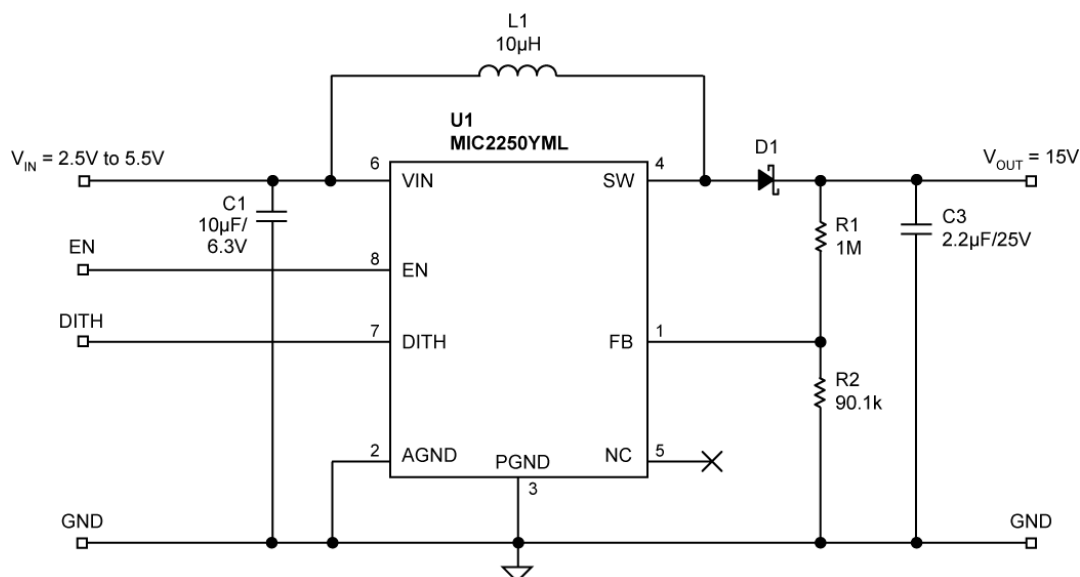 L1
10µH
U1
MIC2250YML
V_IN = 2.5V to 5.5V
6
VIN
SW
4
D1
V_OUT = 15V
C1
10µF/
6.3V
R1
1M
C3
2.2µF/25V
EN
8
EN
DITH
7
DITH
FB
1
R2
90.1k
2
AGND
PGND
NC
5
3
GND
GND